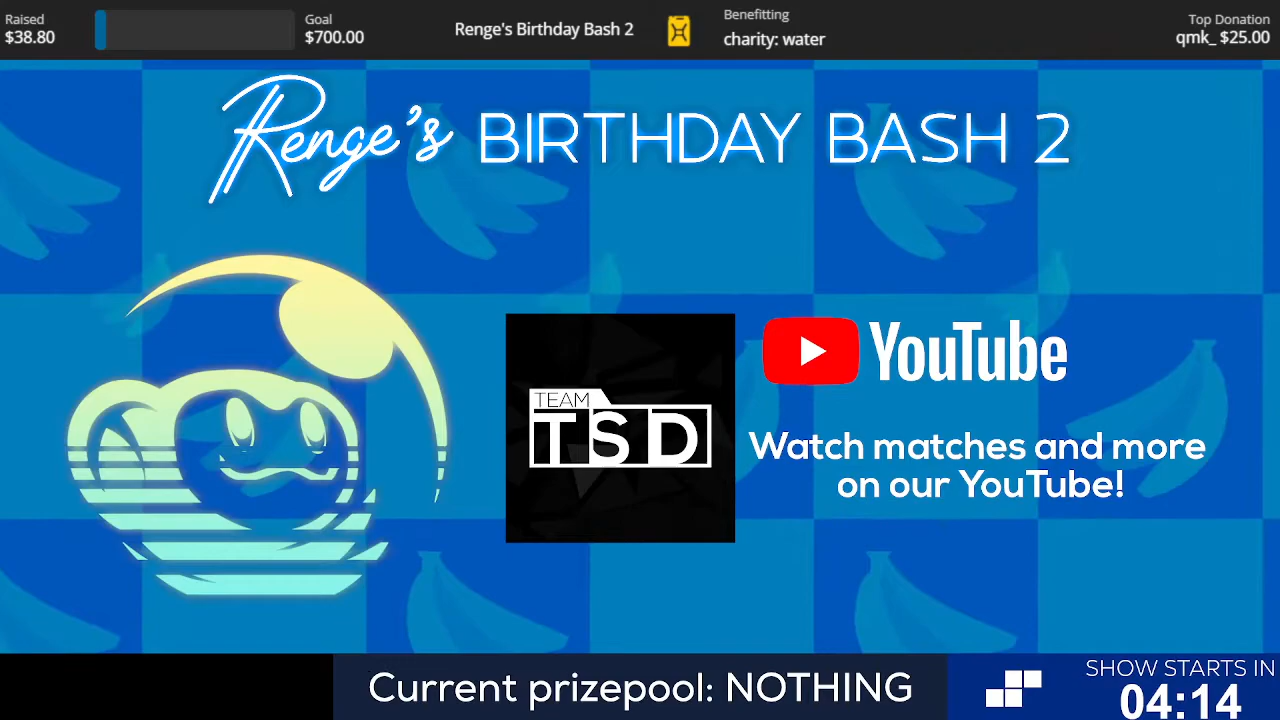 Raised
$38.80
Goal
$700.00
Renge's Birthday Bash 2
Benefitting
charity: water
Top Donation
qmk_ $25.00
Renge's BIRTHDAY BASH 2
TEAM
TSD
YouTube
Watch matches and more
on our YouTube!
Current prizepool: NOTHING
SHOW STARTS IN
04:14